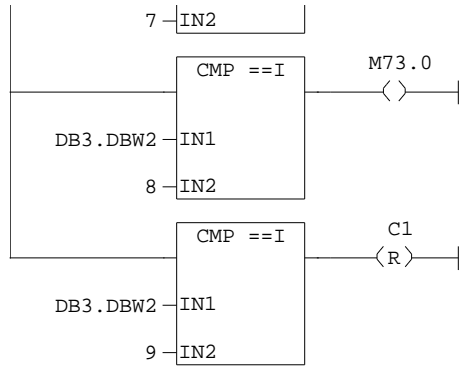 7 IN2
CMP ==I M73.0
( )
DB3.DBW2 IN1
8 IN2
CMP ==I C1
(R)
DB3.DBW2 IN1
9 IN2